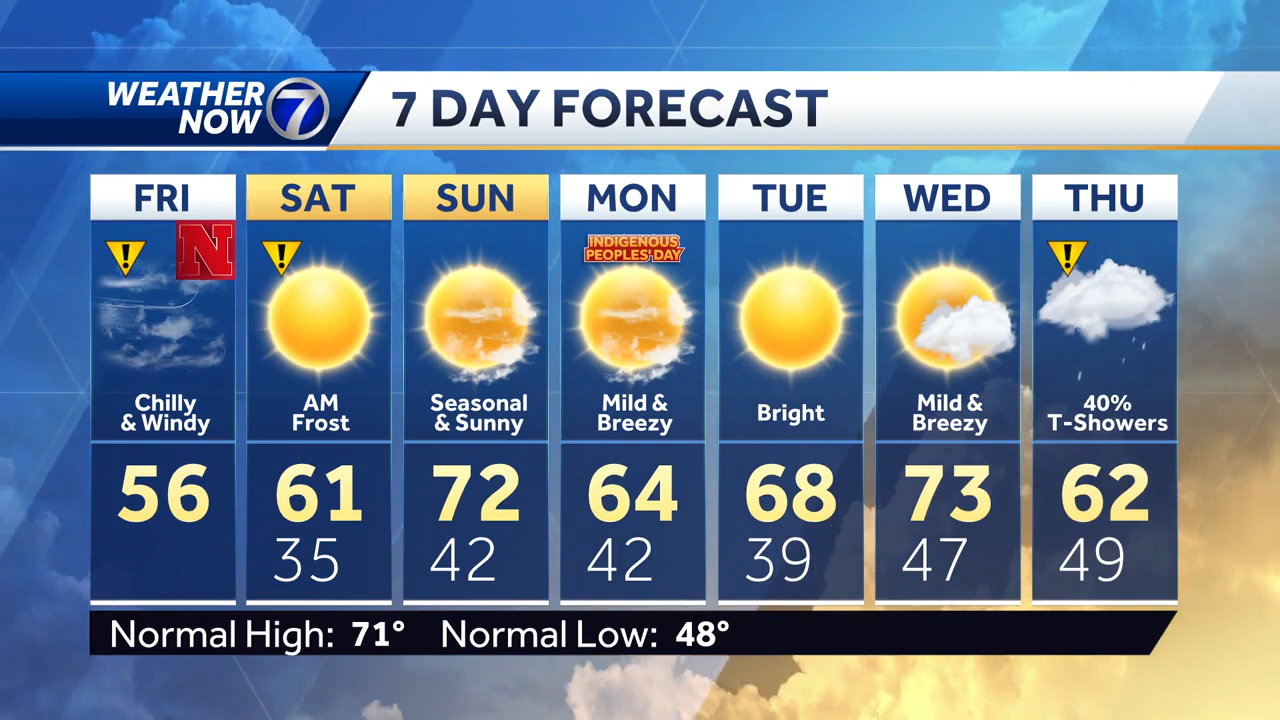 WEATHER
NOW 7
7 DAY FORECAST
FRI SAT SUN MON TUE WED THU
! N ! INDIGENOUS PEOPLES' DAY !
Chilly & Windy
AM Frost
Seasonal & Sunny
Mild & Breezy
Bright
Mild & Breezy
40% T-Showers
56 61 72 64 68 73 62
35 42 42 39 47 49
Normal High: 71° Normal Low: 48°